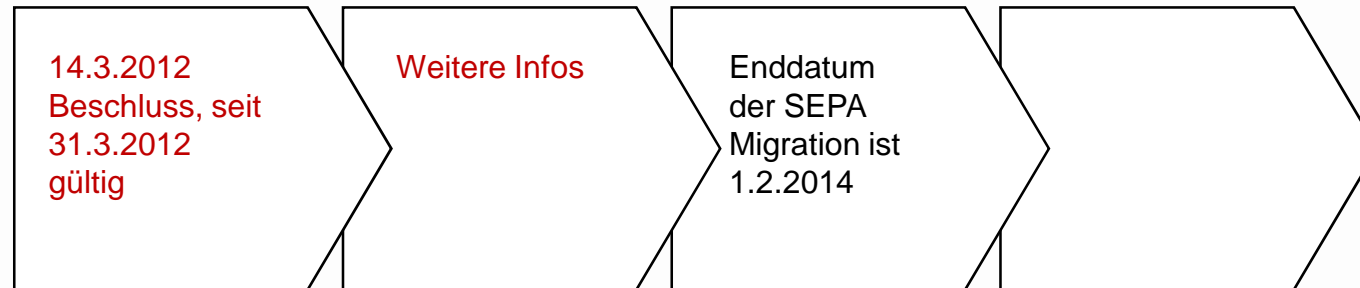 14.3.2012
Beschluss, seit
31.3.2012
gültig
Weitere Infos
Enddatum
der SEPA
Migration ist
1.2.2014